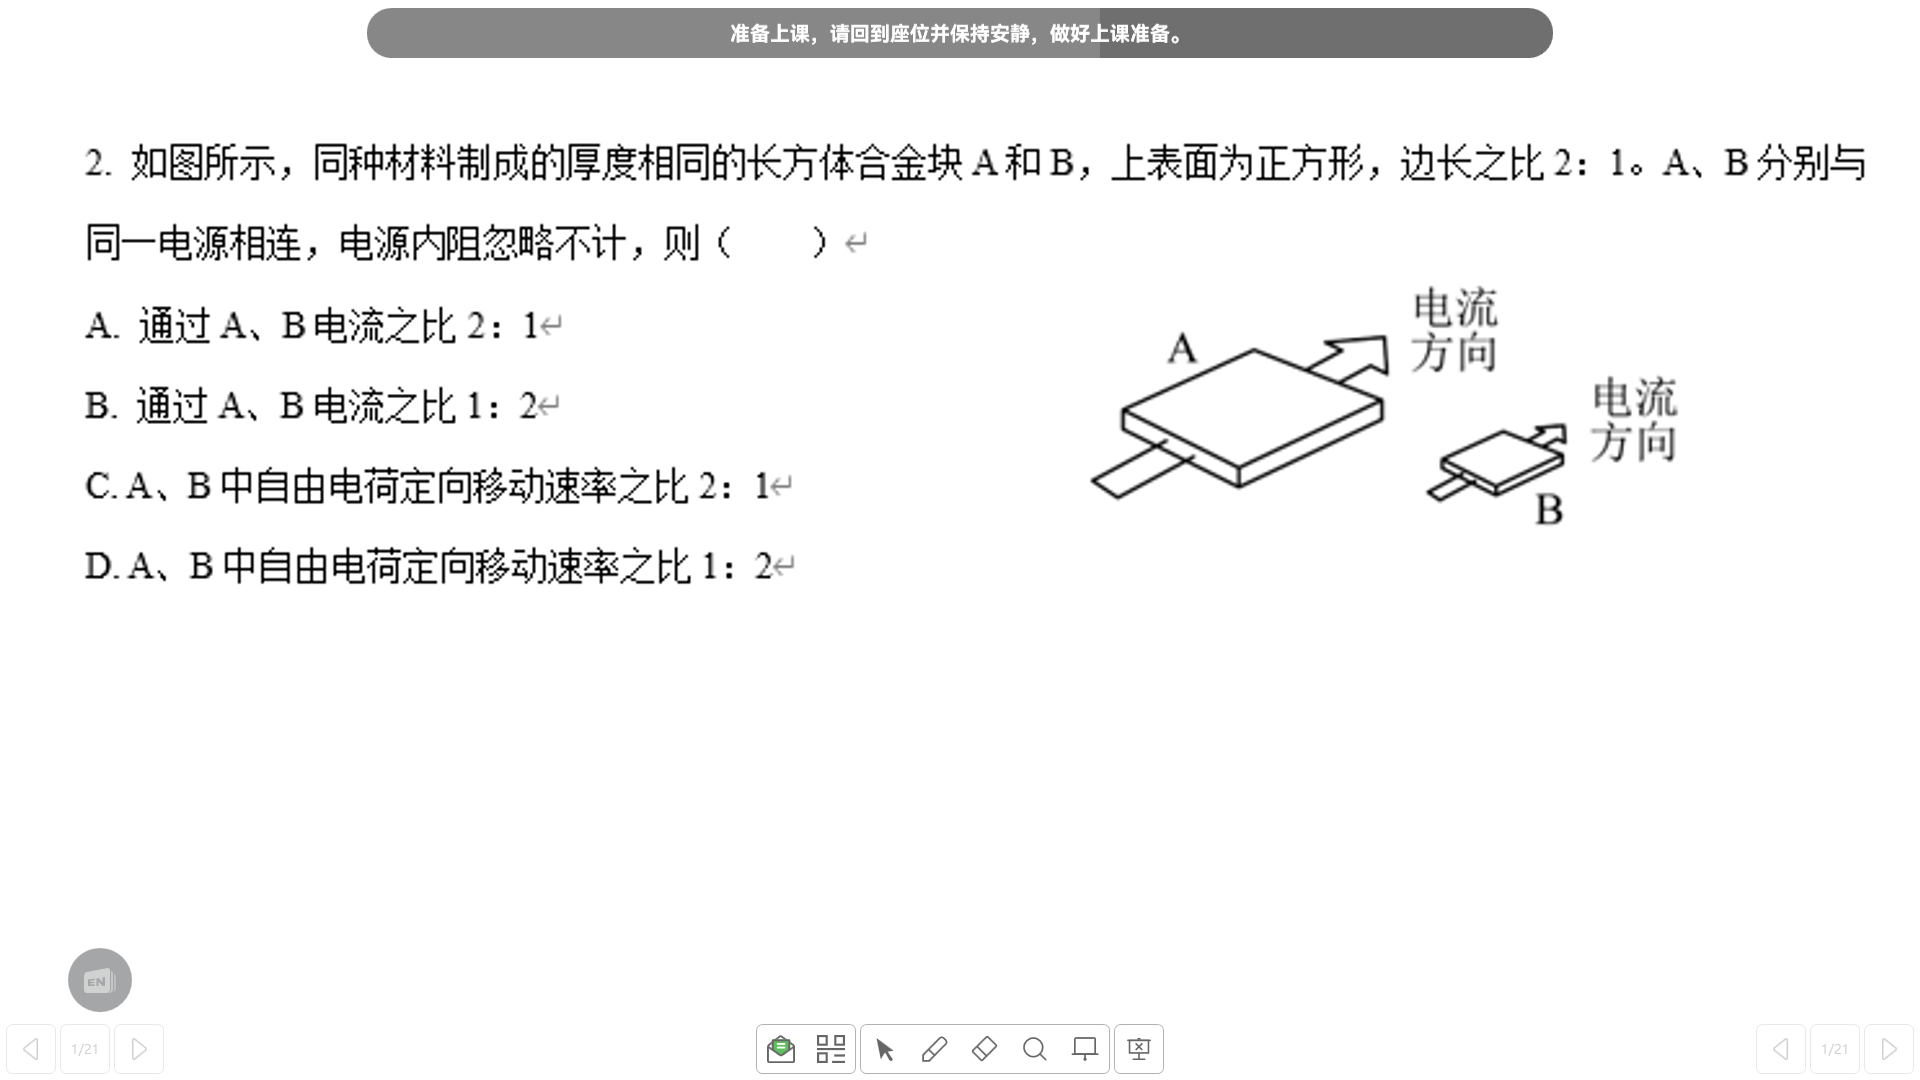 准备上课，请回到座位并保持安静，做好上课准备。
2. 如图所示，同种材料制成的厚度相同的长方体合金块 A 和 B，上表面为正方形，边长之比 2：1。A、B 分别与
同一电源相连，电源内阻忽略不计，则（　　）↵
A. 通过 A、B 电流之比 2：1↵
B. 通过 A、B 电流之比 1：2↵
C. A、B 中自由电荷定向移动速率之比 2：1↵
D. A、B 中自由电荷定向移动速率之比 1：2↵
A
电流
方向
电流
方向
B
EN
1/21
1/21